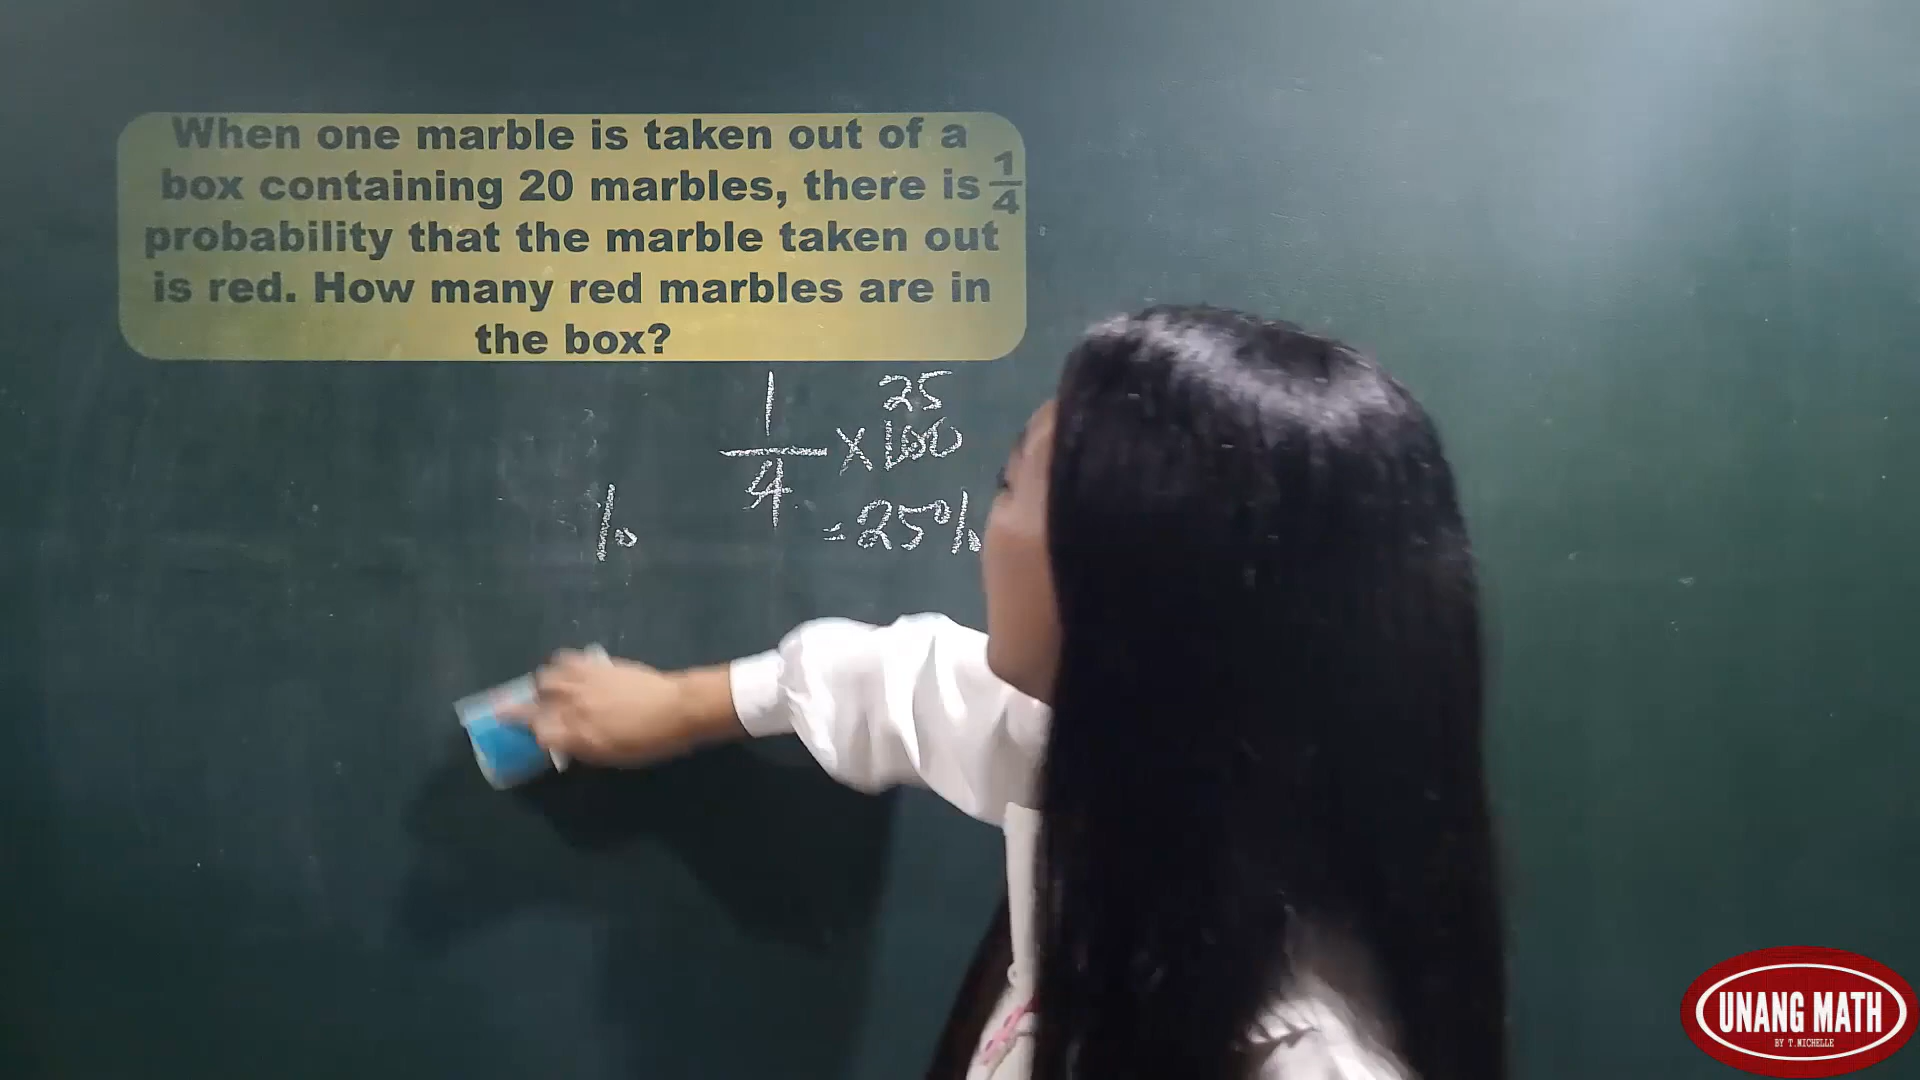 When one marble is taken out of a
box containing 20 marbles, there is 1/4
probability that the marble taken out
is red. How many red marbles are in
the box?
25
1/4 x 100
= 25%
%
UNANG MATH
BY T.MICHELLE